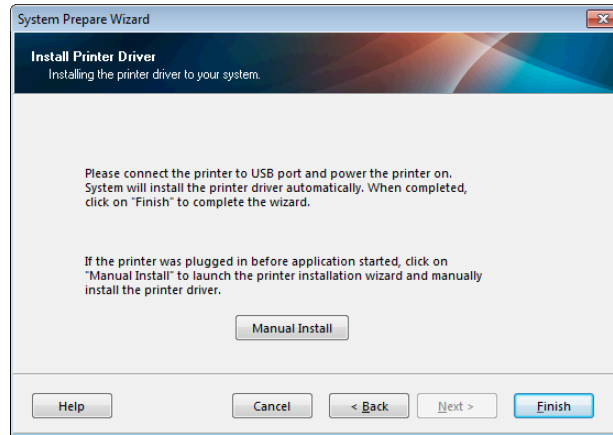 System Prepare Wizard
Install Printer Driver
Installing the printer driver to your system.
Please connect the printer to USB port and power the printer on.
System will install the printer driver automatically. When completed,
click on "Finish" to complete the wizard.
If the printer was plugged in before application started, click on
"Manual Install" to launch the printer installation wizard and manually
install the printer driver.
Manual Install
Help Cancel < Back Next > Finish